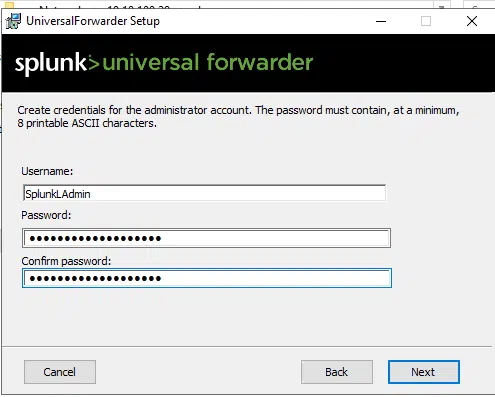 UniversalForwarder Setup
splunk>universal forwarder
Create credentials for the administrator account. The password must contain, at a minimum,
8 printable ASCII characters.
Username:
SplunkLAdmin
Password:
●●●●●●●●●●●●●●●●●●●
Confirm password:
●●●●●●●●●●●●●●●●●●●
Cancel
Back
Next